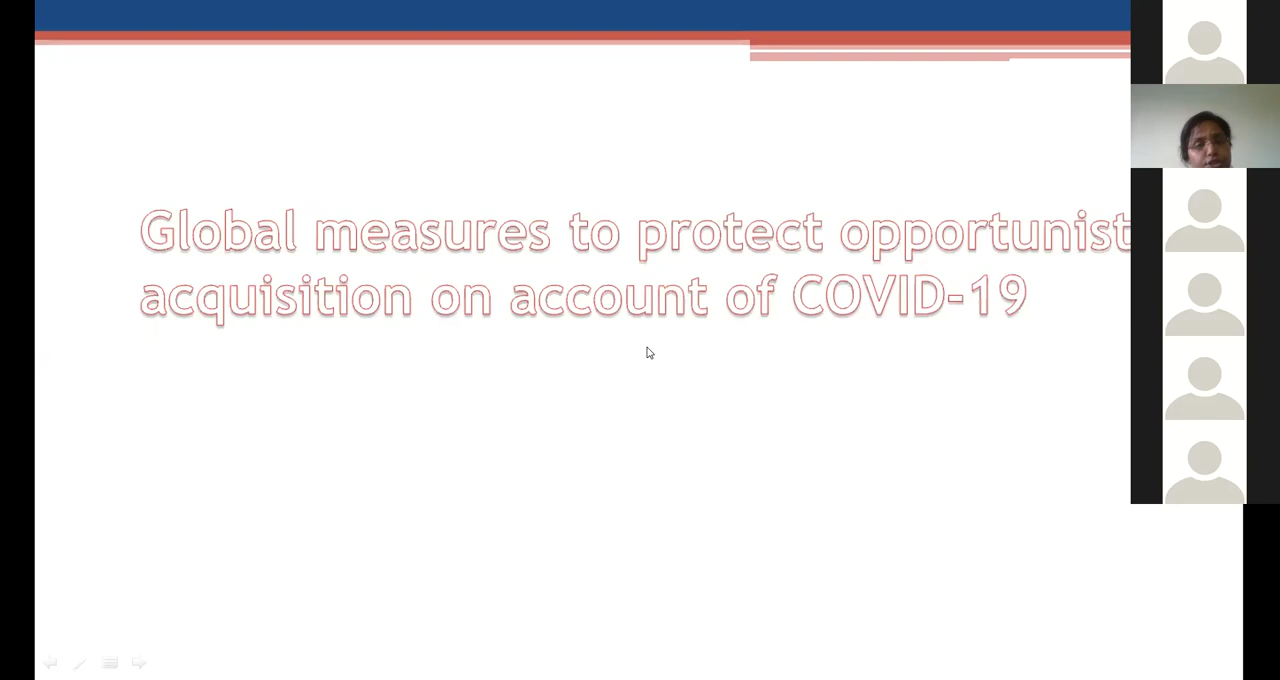 Global measures to protect opportunist
acquisition on account of COVID-19